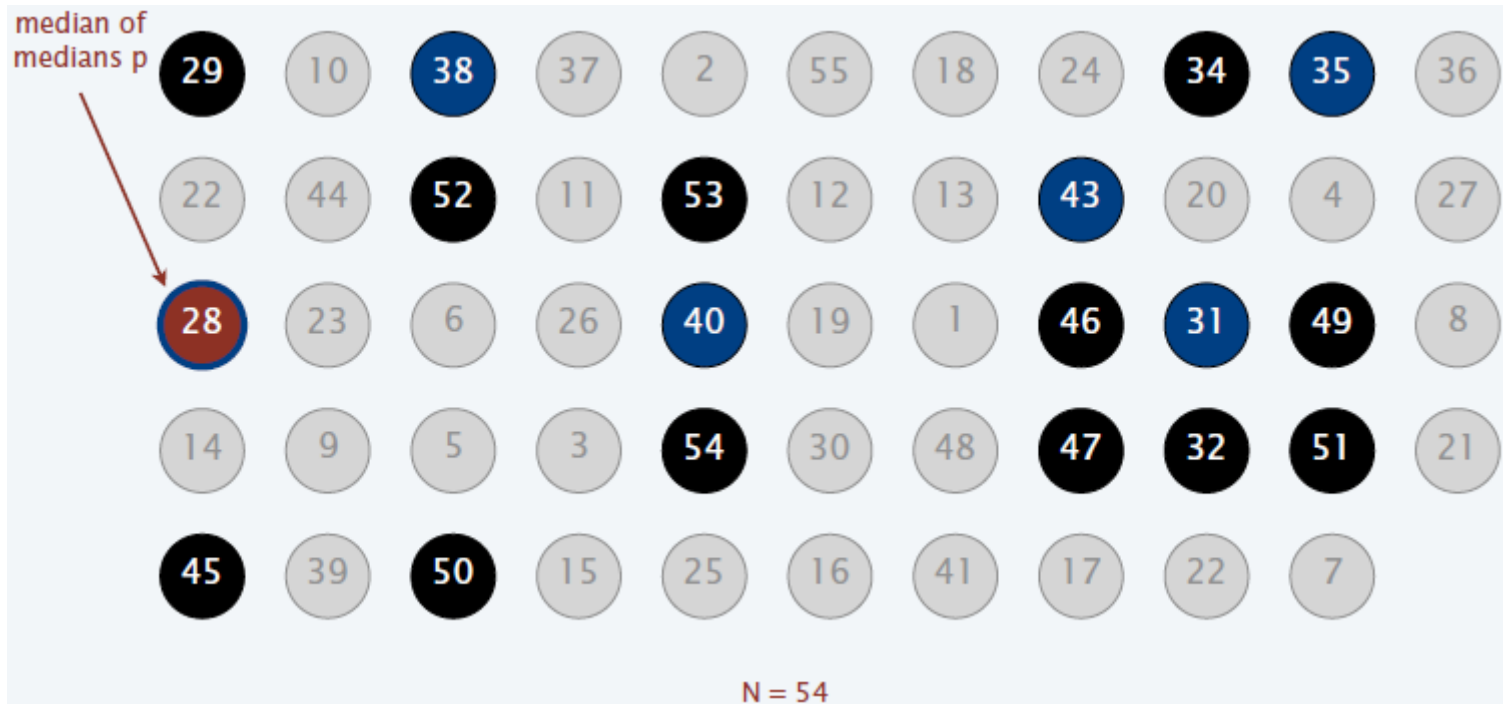 median of
medians p
29 10 38 37 2 55 18 24 34 35 36
22 44 52 11 53 12 13 43 20 4 27
28 23 6 26 40 19 1 46 31 49 8
14 9 5 3 54 30 48 47 32 51 21
45 39 50 15 25 16 41 17 22 7
N = 54